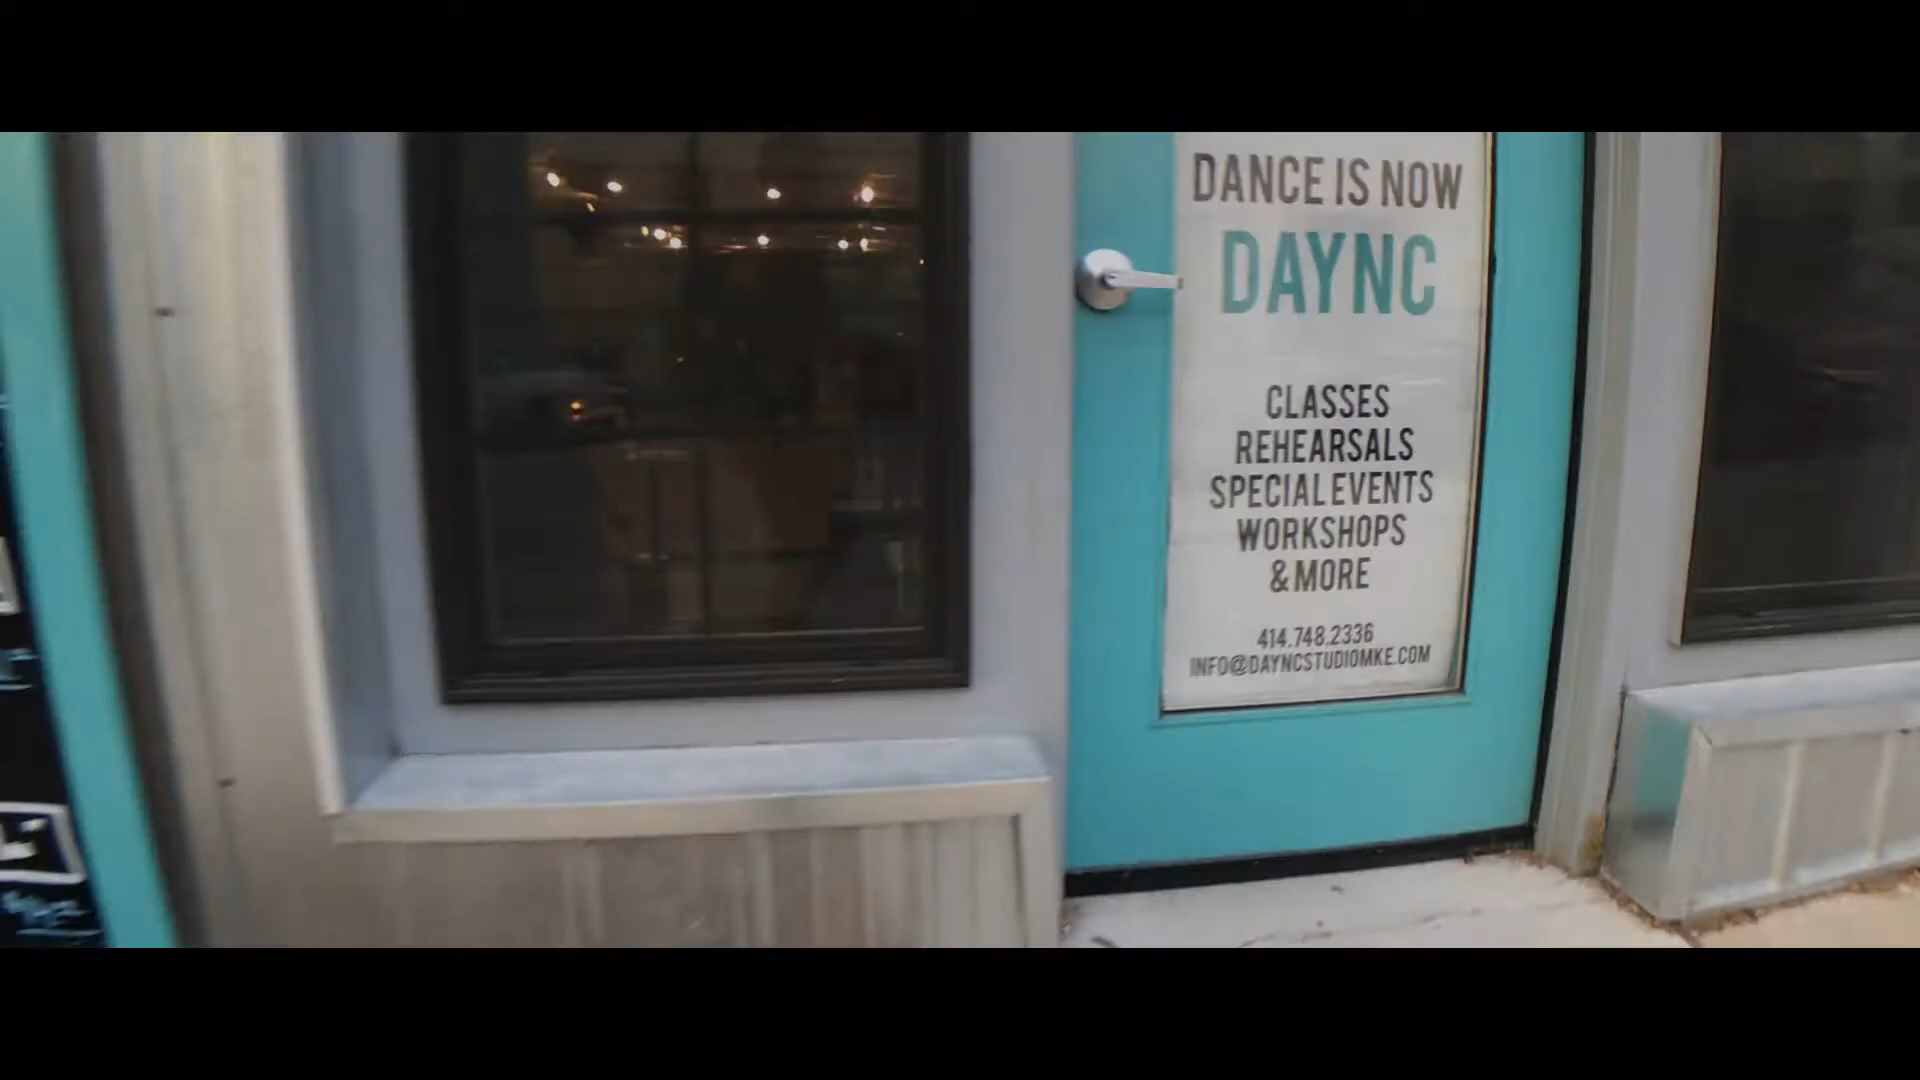 DANCE IS NOW
DAYNC
CLASSES
REHEARSALS
SPECIAL EVENTS
WORKSHOPS
& MORE
414.748.2336
INFO@DAYNCSTUDIOMKE.COM